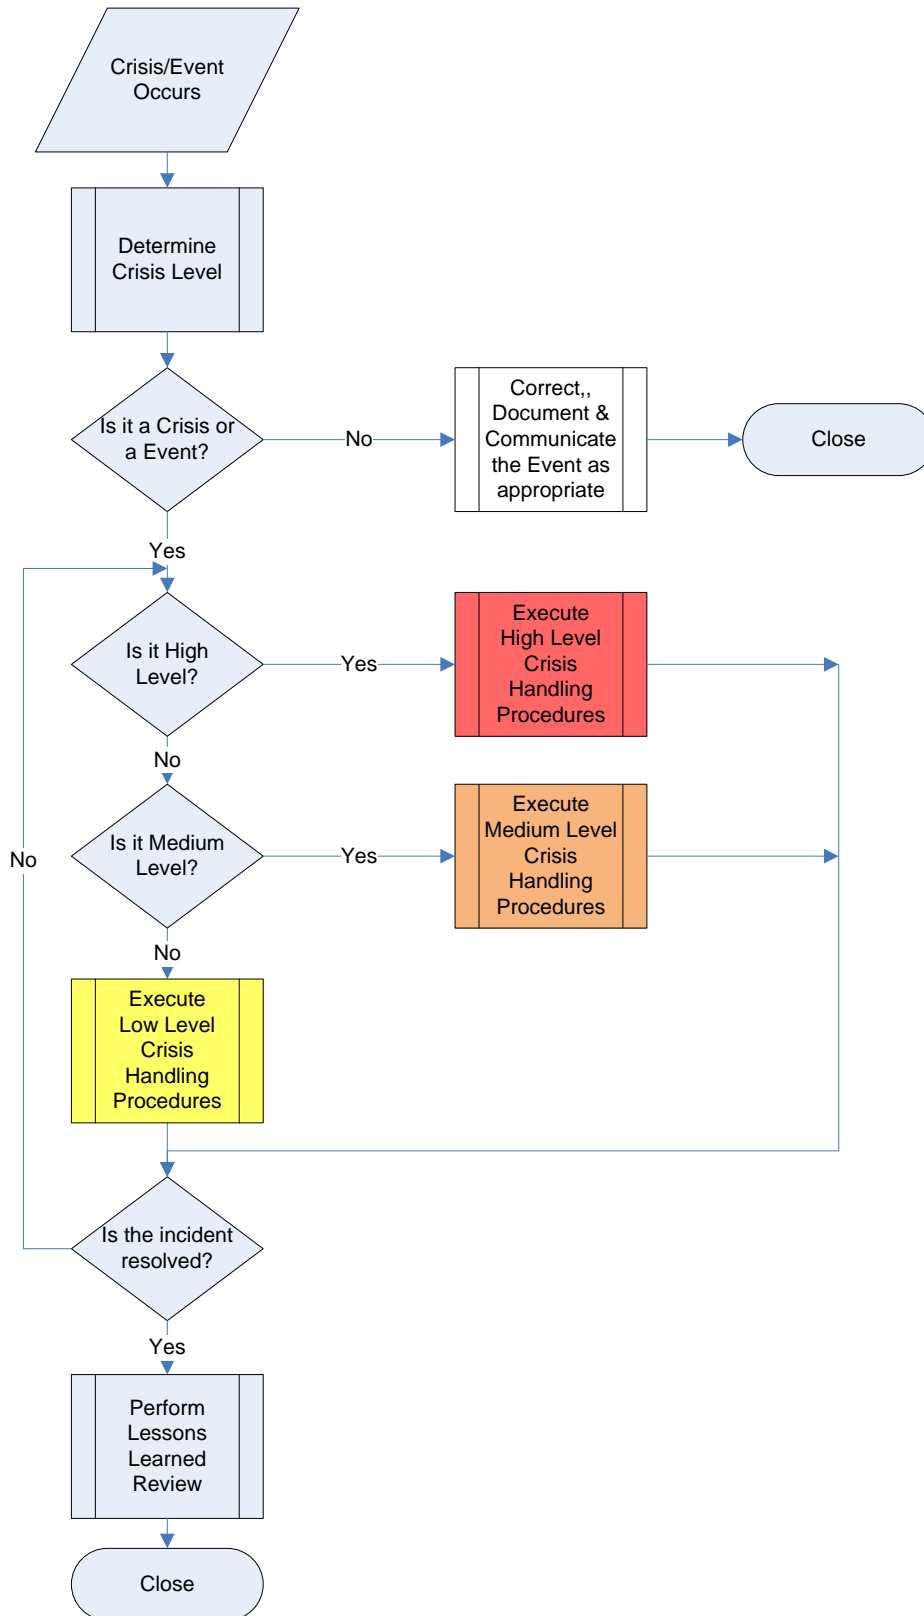 Crisis/Event
Occurs
Determine
Crisis Level
Is it a Crisis or
a Event?
No
Correct,,
Document &
Communicate
the Event as
appropriate
Close
Yes
Is it High
Level?
Yes
Execute
High Level
Crisis
Handling
Procedures
No
Is it Medium
Level?
Yes
Execute
Medium Level
Crisis
Handling
Procedures
No
No
Execute
Low Level
Crisis
Handling
Procedures
Is the incident
resolved?
Yes
Perform
Lessons
Learned
Review
Close